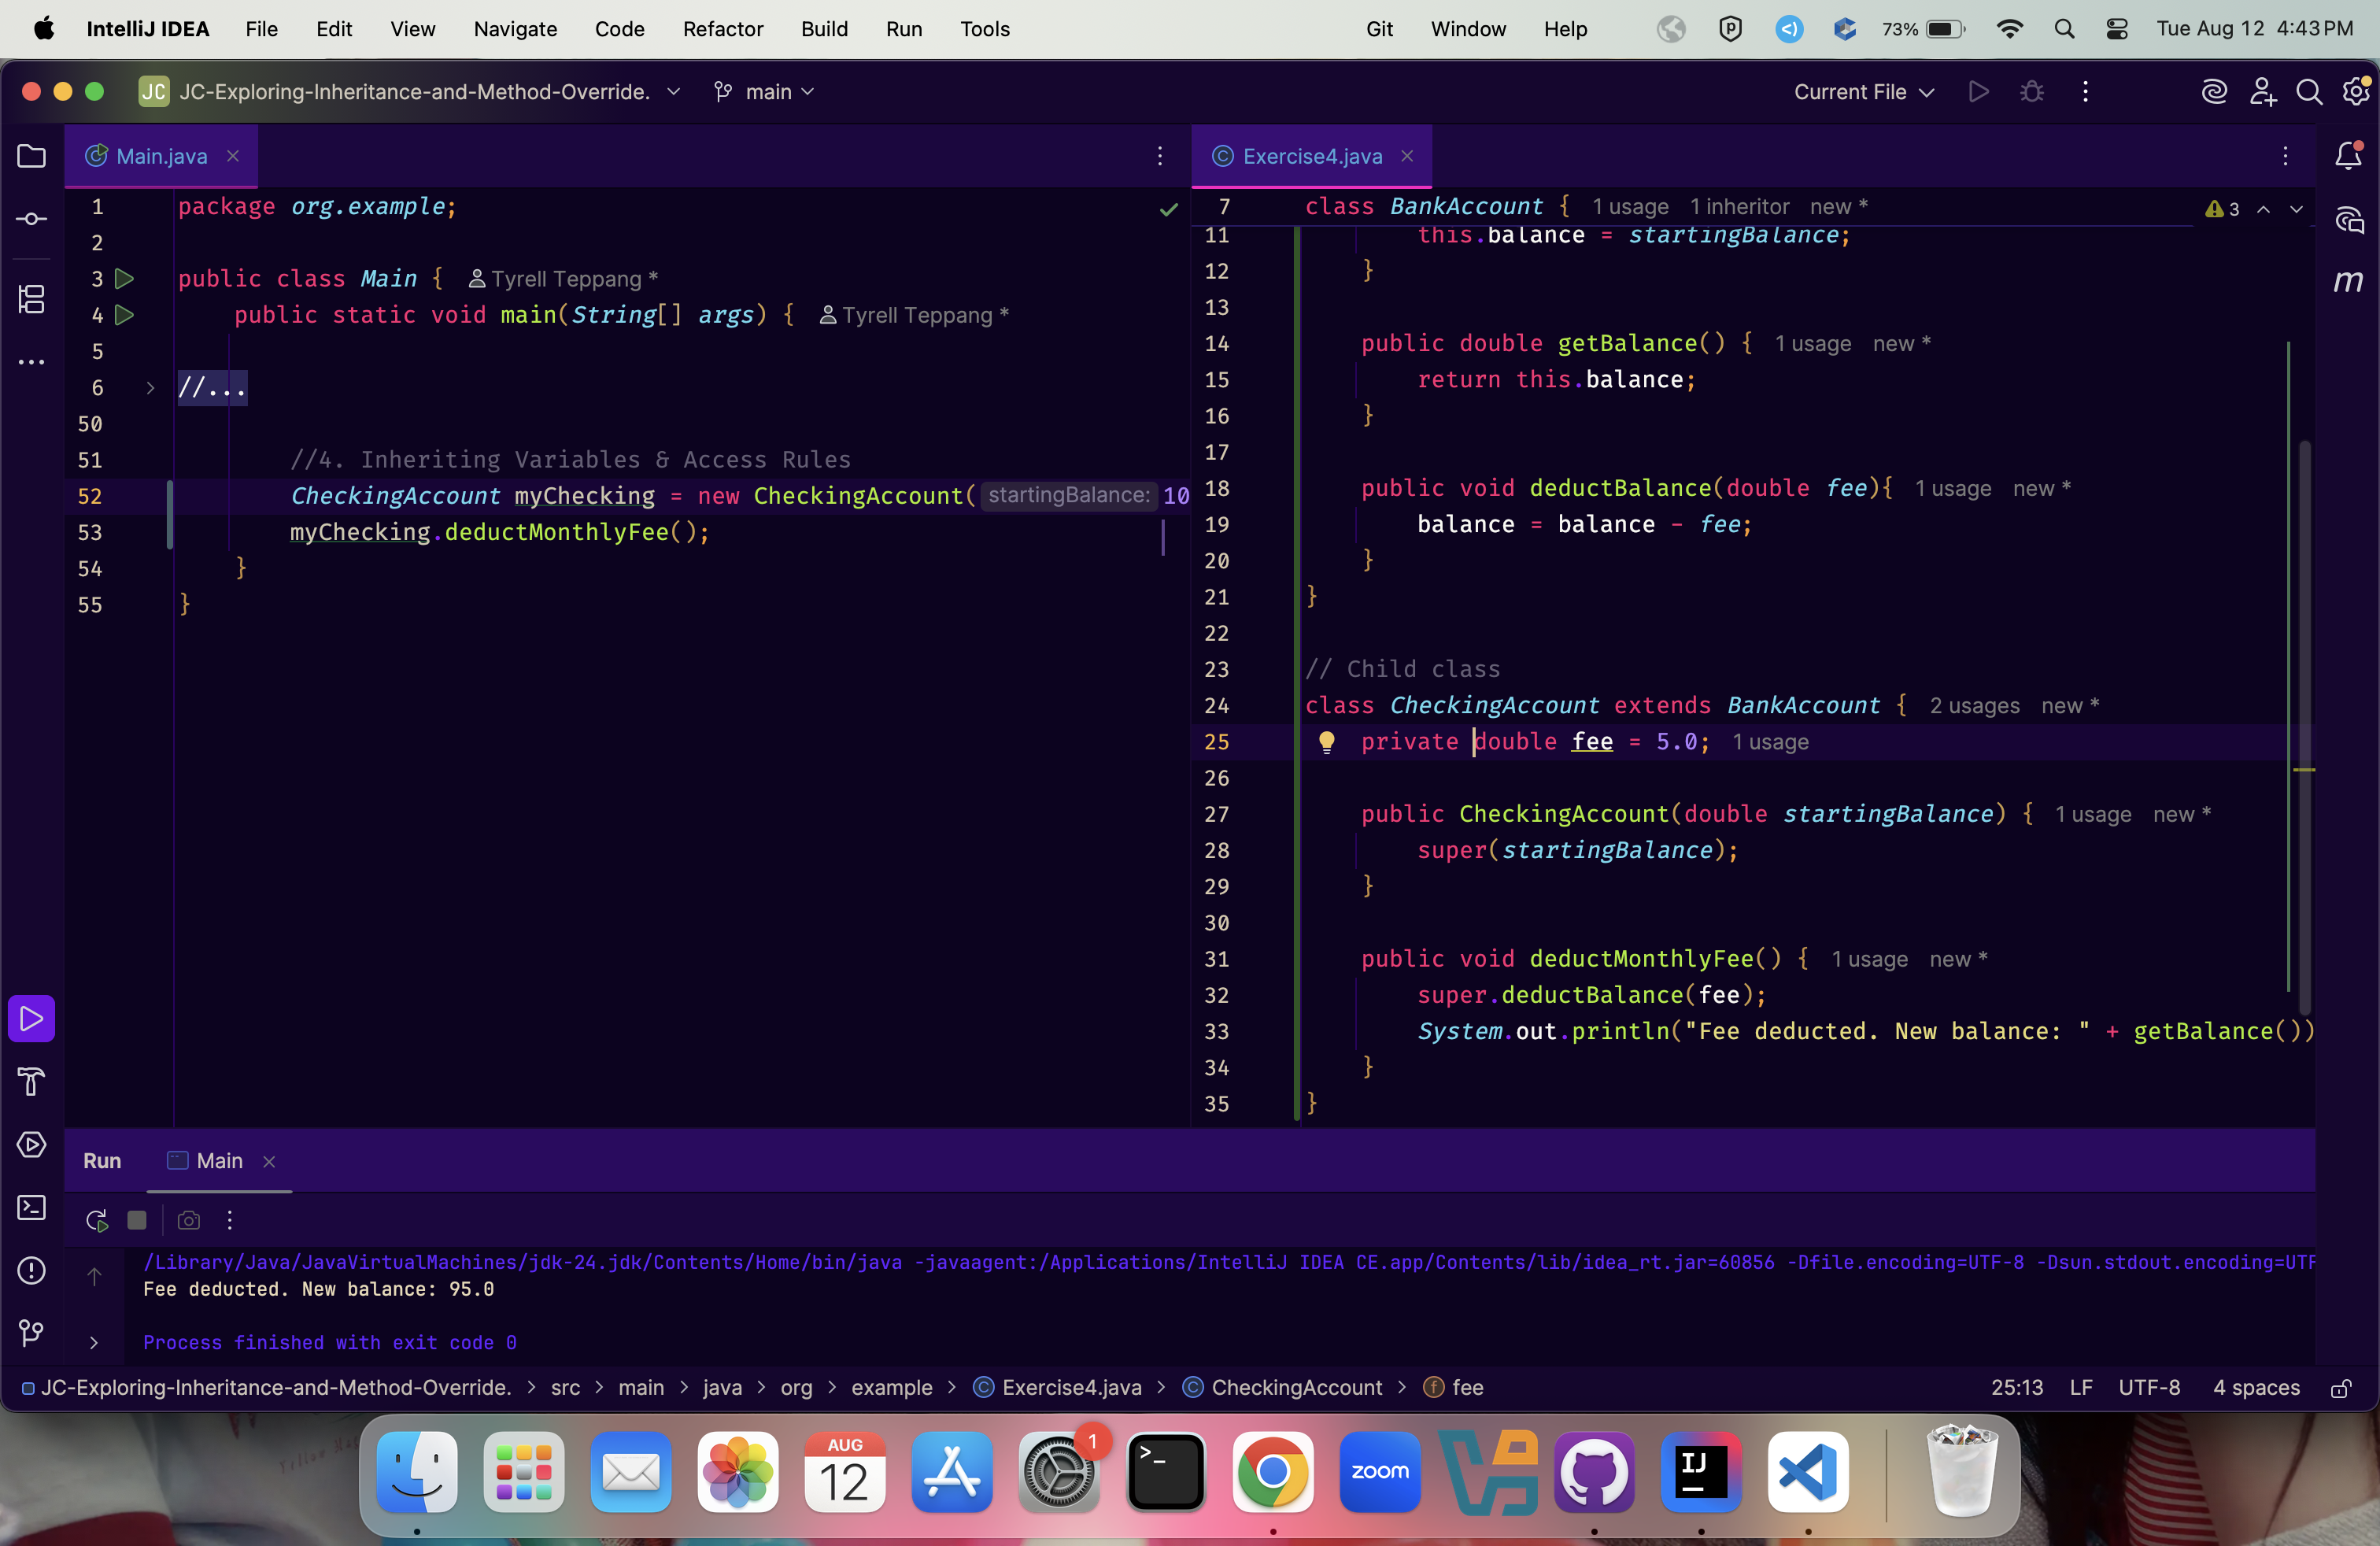 IntelliJ IDEA File Edit View Navigate Code Refactor Build Run Tools Git Window Help 73% Tue Aug 12 4:43 PM
JC JC-Exploring-Inheritance-and-Method-Override. main Current File
Main.java
1 package org.example;
2
3 public class Main { Tyrell Teppang *
4 public static void main(String[] args) { Tyrell Teppang *
5
6 //...
50
51 //4. Inheriting Variables & Access Rules
52 CheckingAccount myChecking = new CheckingAccount( startingBalance: 10
53 myChecking.deductMonthlyFee();
54 }
55 }
Exercise4.java
7 class BankAccount { 1 usage 1 inheritor new * 3
11 this.balance = startingBalance;
12 }
13
14 public double getBalance() { 1 usage new *
15 return this.balance;
16 }
17
18 public void deductBalance(double fee){ 1 usage new *
19 balance = balance - fee;
20 }
21 }
22
23 // Child class
24 class CheckingAccount extends BankAccount { 2 usages new *
25 private double fee = 5.0; 1 usage
26
27 public CheckingAccount(double startingBalance) { 1 usage new *
28 super(startingBalance);
29 }
30
31 public void deductMonthlyFee() { 1 usage new *
32 super.deductBalance(fee);
33 System.out.println("Fee deducted. New balance: " + getBalance())
34 }
35 }
m
Run Main
/Library/Java/JavaVirtualMachines/jdk-24.jdk/Contents/Home/bin/java -javaagent:/Applications/IntelliJ IDEA CE.app/Contents/lib/idea_rt.jar=60856 -Dfile.encoding=UTF-8 -Dsun.stdout.encoding=UTF
Fee deducted. New balance: 95.0
Process finished with exit code 0
JC-Exploring-Inheritance-and-Method-Override. > src > main > java > org > example > Exercise4.java > CheckingAccount > fee 25:13 LF UTF-8 4 spaces
AUG
12
1
>_
zoom
IJ